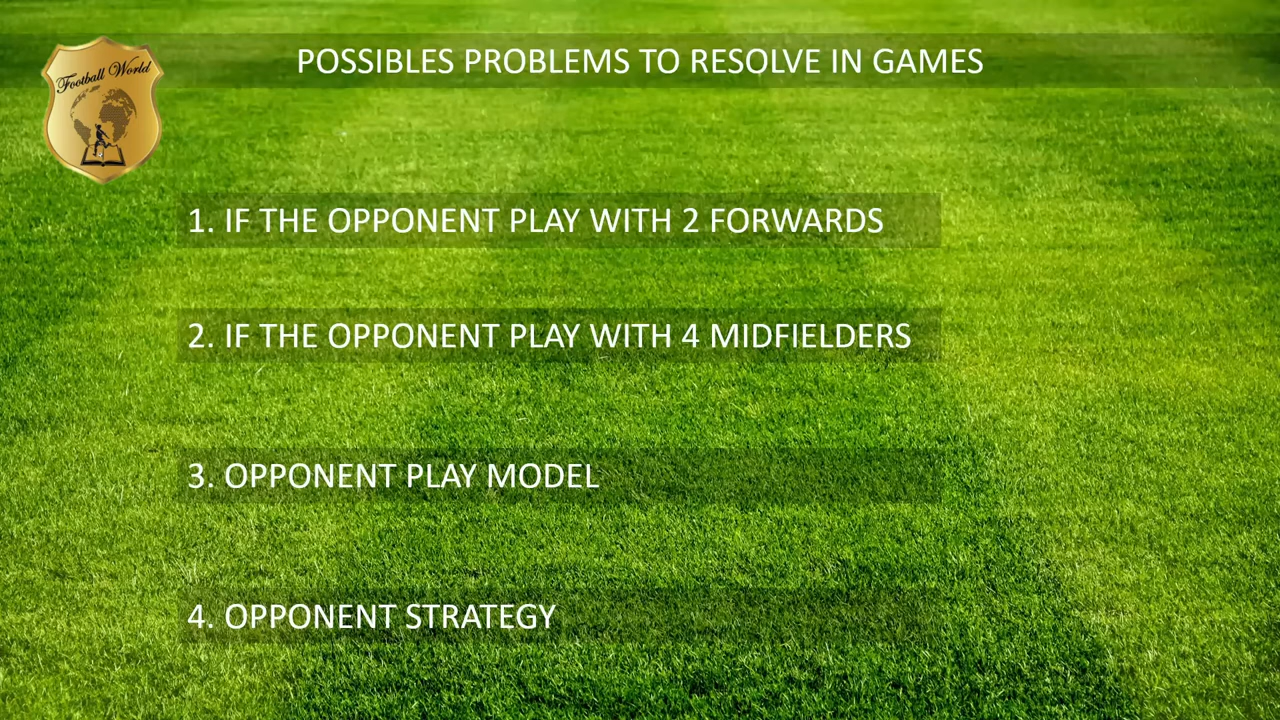 POSSIBLES PROBLEMS TO RESOLVE IN GAMES
Football World
1. IF THE OPPONENT PLAY WITH 2 FORWARDS
2. IF THE OPPONENT PLAY WITH 4 MIDFIELDERS
3. OPPONENT PLAY MODEL
4. OPPONENT STRATEGY